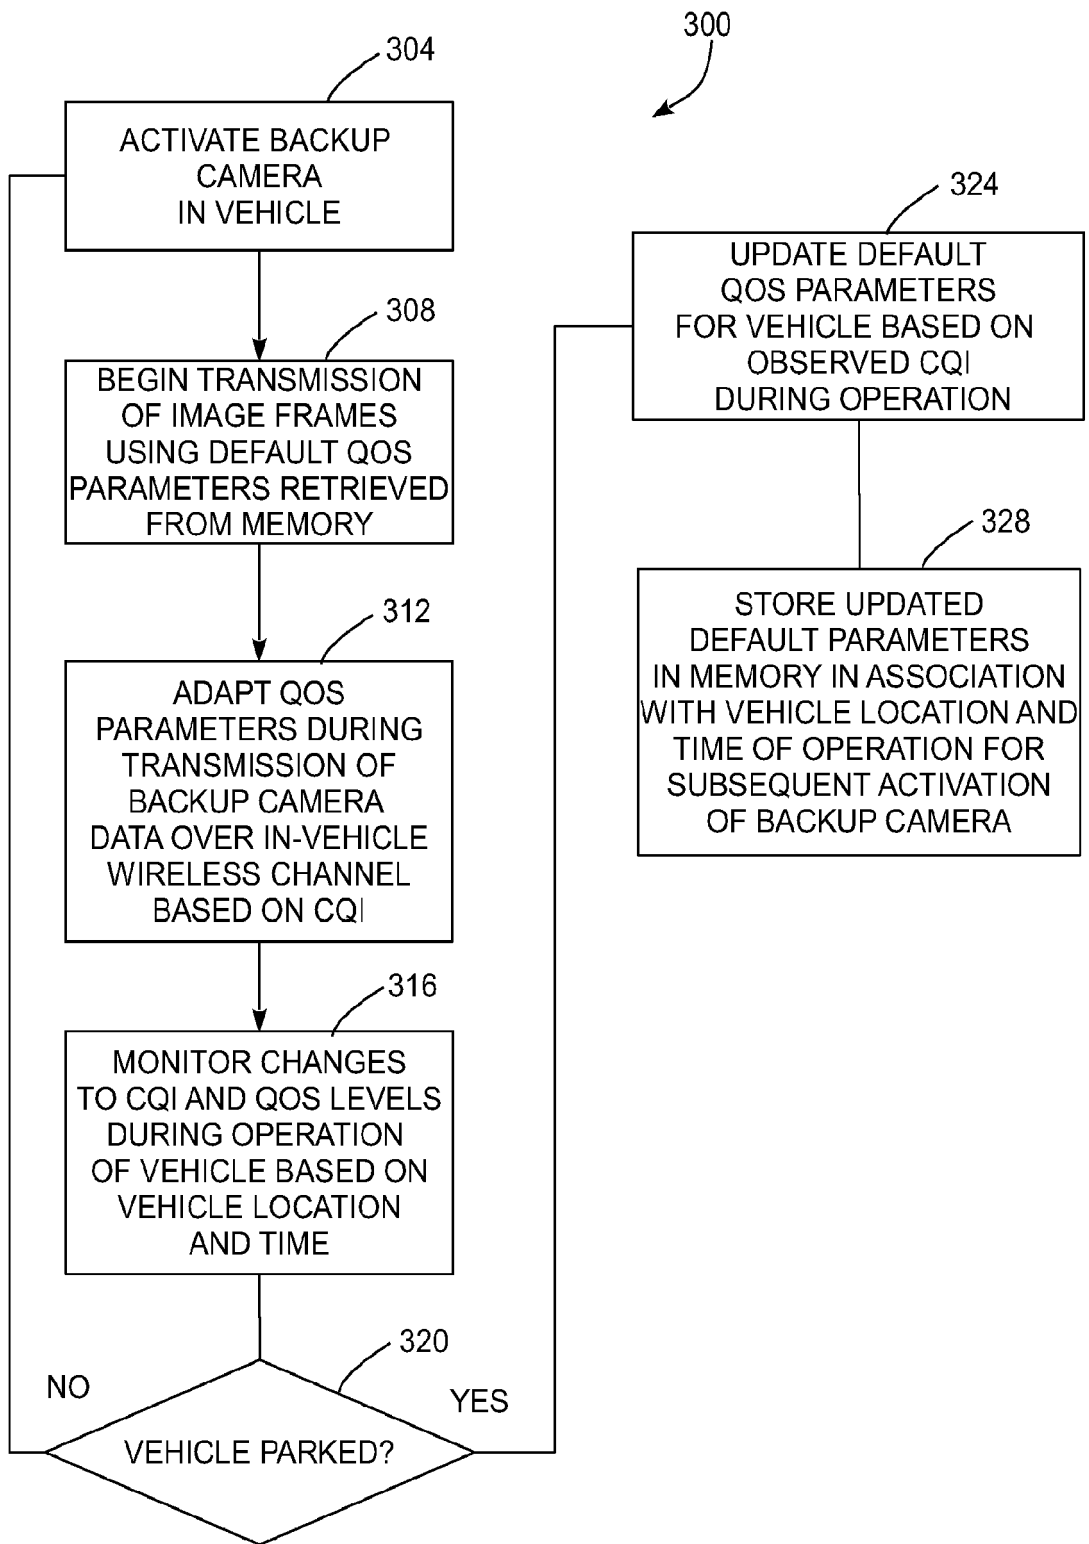 300
304
ACTIVATE BACKUP
CAMERA
IN VEHICLE
308
BEGIN TRANSMISSION
OF IMAGE FRAMES
USING DEFAULT QOS
PARAMETERS RETRIEVED
FROM MEMORY
312
ADAPT QOS
PARAMETERS DURING
TRANSMISSION OF
BACKUP CAMERA
DATA OVER IN-VEHICLE
WIRELESS CHANNEL
BASED ON CQI
316
MONITOR CHANGES
TO CQI AND QOS LEVELS
DURING OPERATION
OF VEHICLE BASED ON
VEHICLE LOCATION
AND TIME
320
NO
YES
VEHICLE PARKED?
324
UPDATE DEFAULT
QOS PARAMETERS
FOR VEHICLE BASED ON
OBSERVED CQI
DURING OPERATION
328
STORE UPDATED
DEFAULT PARAMETERS
IN MEMORY IN ASSOCIATION
WITH VEHICLE LOCATION AND
TIME OF OPERATION FOR
SUBSEQUENT ACTIVATION
OF BACKUP CAMERA